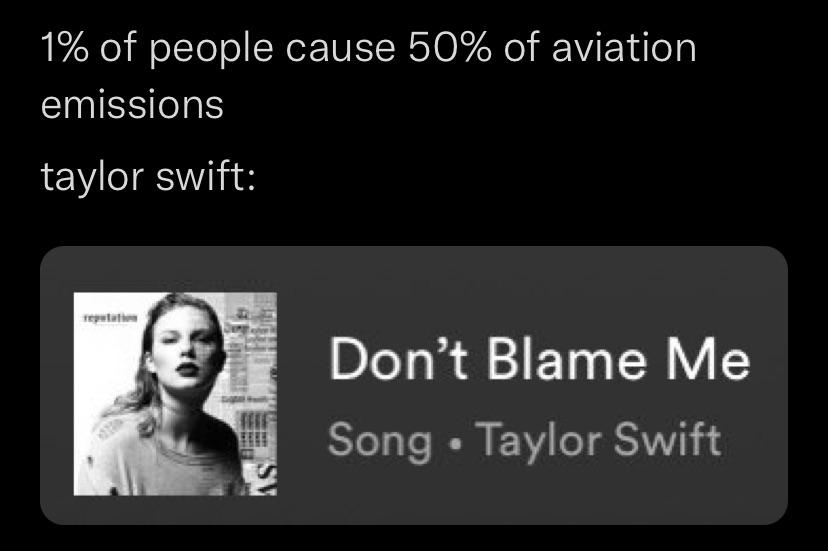 1% of people cause 50% of aviation
emissions
taylor swift:
reputation
Don’t Blame Me
Song • Taylor Swift